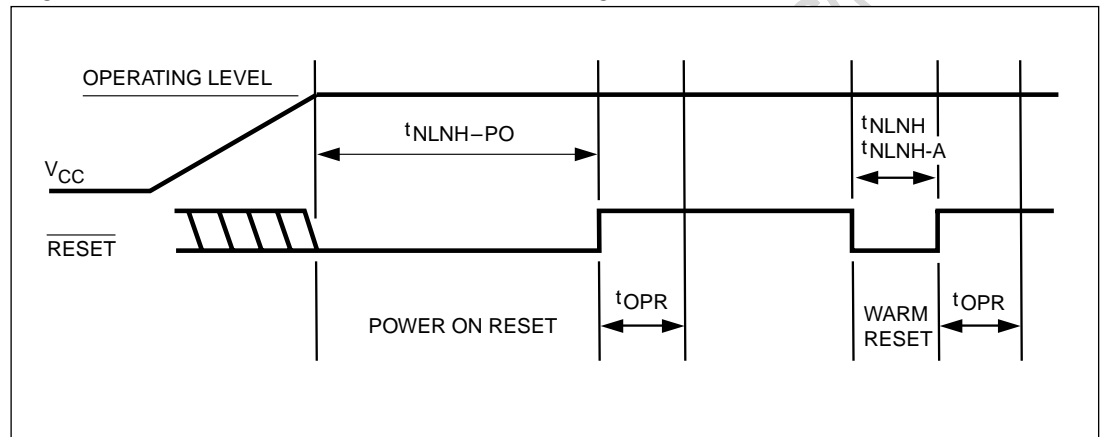 OPERATING LEVEL
tNLNH–PO
tNLNH
tNLNH-A
VCC
RESET
tOPR
tOPR
POWER ON RESET
WARM
RESET